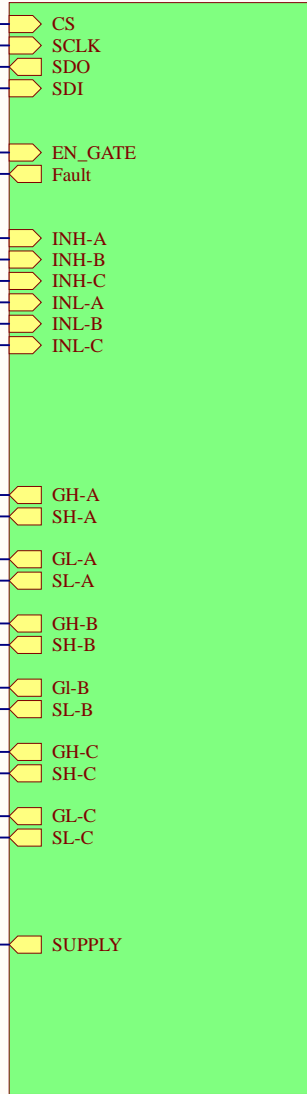 CS
SCLK
SDO
SDI
EN_GATE
Fault
INH-A
INH-B
INH-C
INL-A
INL-B
INL-C
GH-A
SH-A
GL-A
SL-A
GH-B
SH-B
Gl-B
SL-B
GH-C
SH-C
GL-C
SL-C
SUPPLY